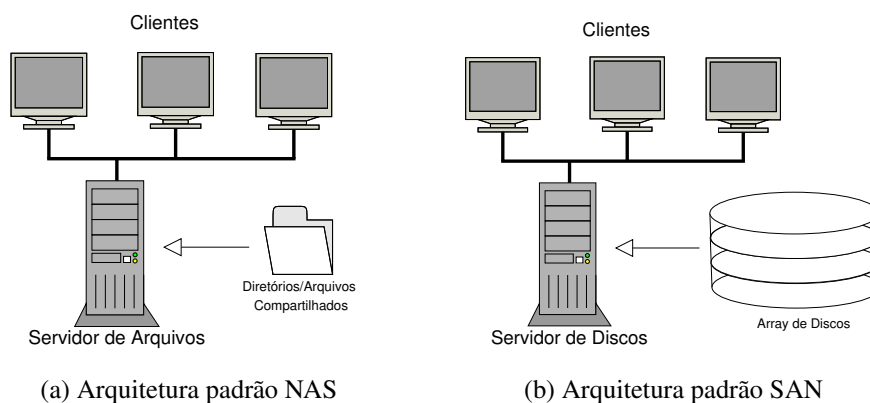 Clientes
Diretórios/Arquivos
Compartilhados
Servidor de Arquivos
(a) Arquitetura padrão NAS
Clientes
Array de Discos
Servidor de Discos
(b) Arquitetura padrão SAN